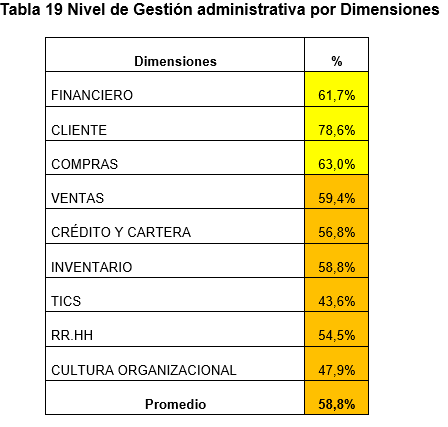 Tabla 19 Nivel de Gestión administrativa por Dimensiones
Dimensiones %
FINANCIERO 61,7%
CLIENTE 78,6%
COMPRAS 63,0%
VENTAS 59,4%
CRÉDITO Y CARTERA 56,8%
INVENTARIO 58,8%
TICS 43,6%
RR.HH 54,5%
CULTURA ORGANIZACIONAL 47,9%
Promedio 58,8%